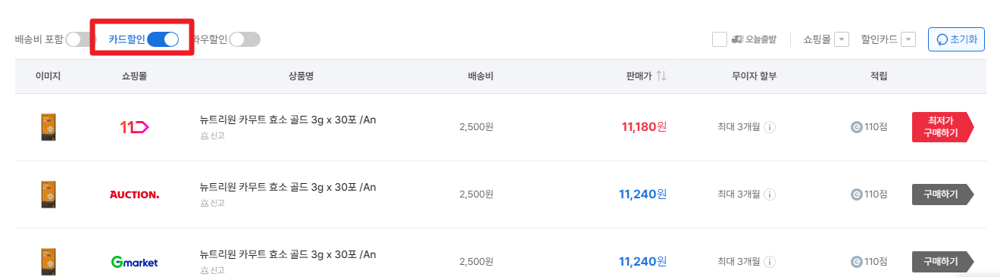 배송비 포함 카드할인 와우할인 오늘출발 쇼핑몰 할인카드 초기화
이미지 쇼핑몰 상품명 배송비 판매가 무이자 할부 적립
11
뉴트리원 카무트 효소 골드 3g x 30포 /An
신고
2,500원 11,180원 최대 3개월 110점
최저가
구매하기
AUCTION.
뉴트리원 카무트 효소 골드 3g x 30포 /An
신고
2,500원 11,240원 최대 3개월 110점 구매하기
Gmarket
뉴트리원 카무트 효소 골드 3g x 30포 /An
신고
2,500원 11,240원 최대 3개월 110점 구매하기